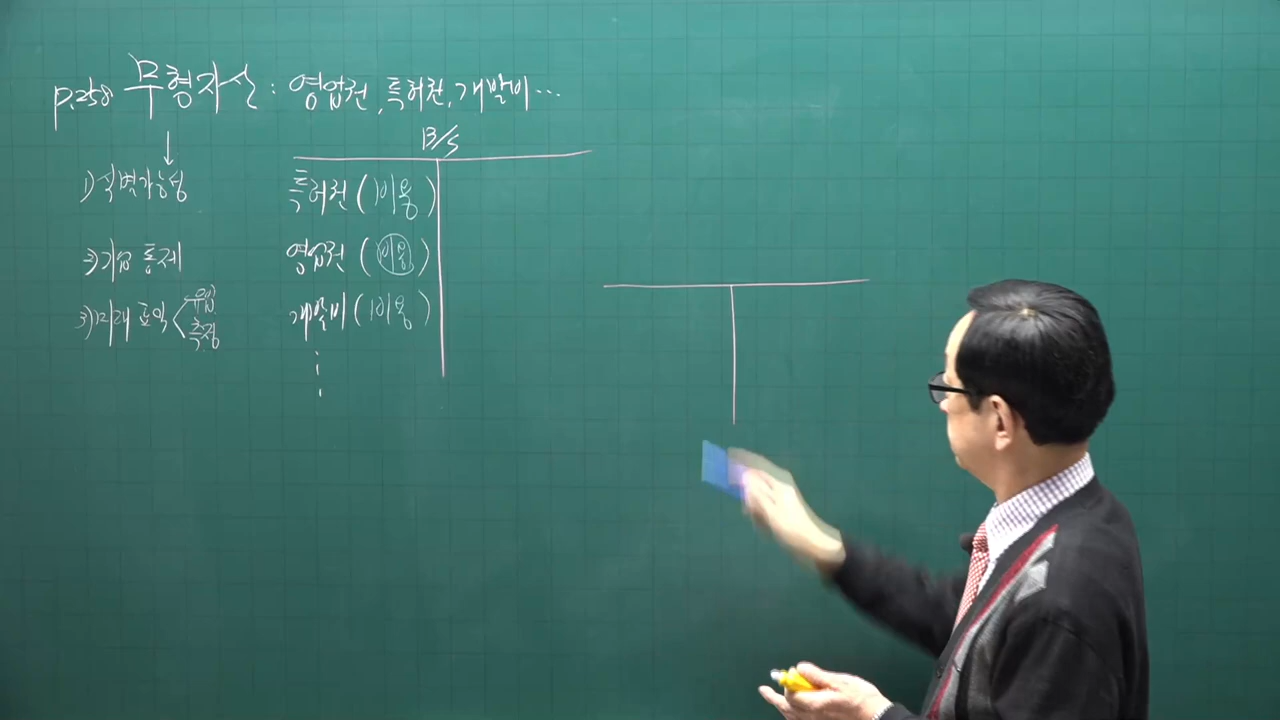 p.258 무형자산 : 영업권, 특허권, 개발비...
B/S
1) 식별가능성
2) 기업 통제
3) 미래 효익 < 유입
측정
특허권 (비용)
영업권 (비용)
개발비 (비용)